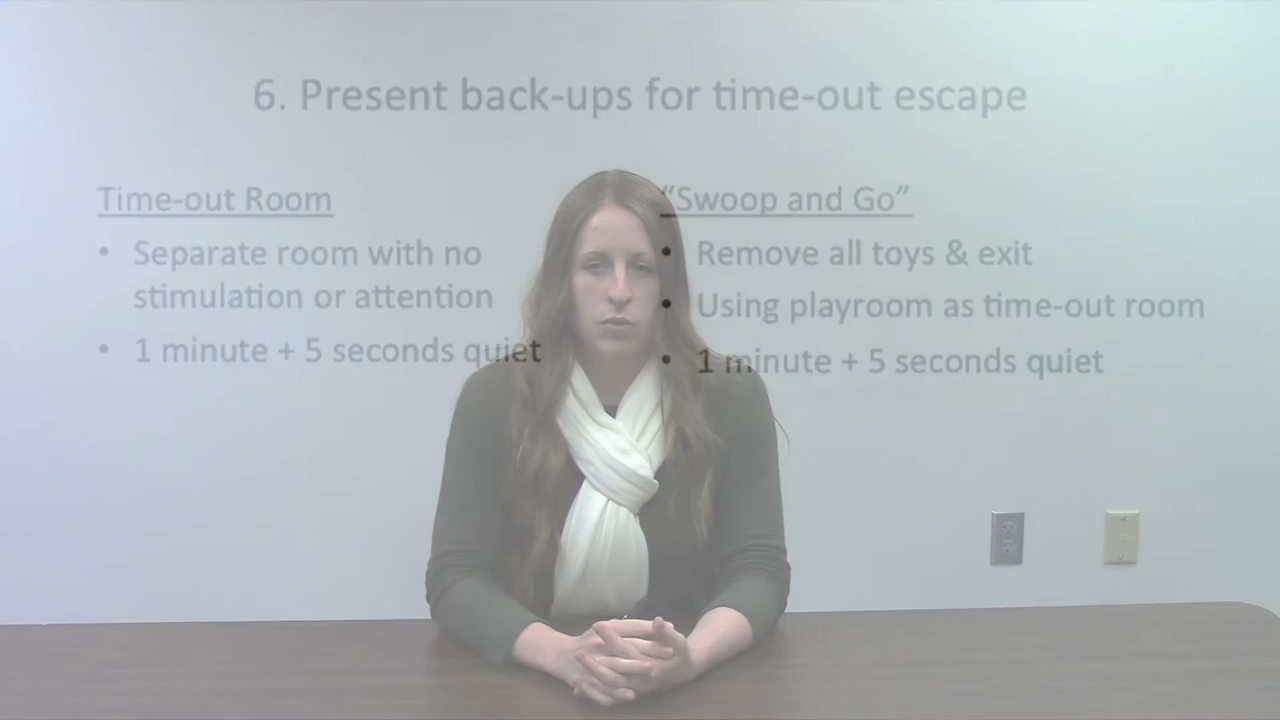 6. Present back-ups for time-out escape
Time-out Room
• Separate room with no
stimulation or attention
• 1 minute + 5 seconds quiet
“Swoop and Go”
• Remove all toys & exit
• Using playroom as time-out room
• 1 minute + 5 seconds quiet